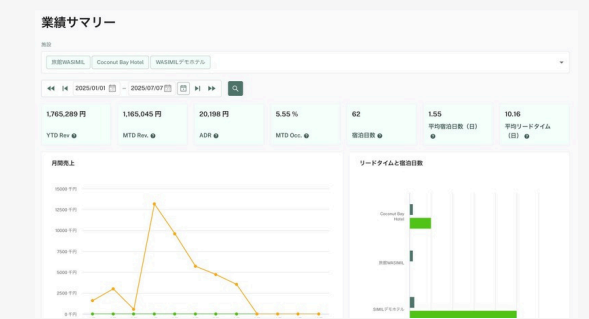 業績サマリー
施設
旅館WASIMIL Coconut Bay Hotel WASIMILデモホテル
2025/01/01 ~ 2025/07/07
1,765,289 円 1,165,045 円 20,198 円 5.55 % 62 1.55 10.16
YTD Rev MTD Rev. ADR MTD Occ. 宿泊日数 平均宿泊日数（日） 平均リードタイム（日）
月間売上 リードタイムと宿泊日数
15000 千円
12500 千円
10000 千円
7500 千円
5000 千円
2500 千円
0 千円
Coconut Bay
Hotel
旅館WASIMIL
SIMILデモホテル